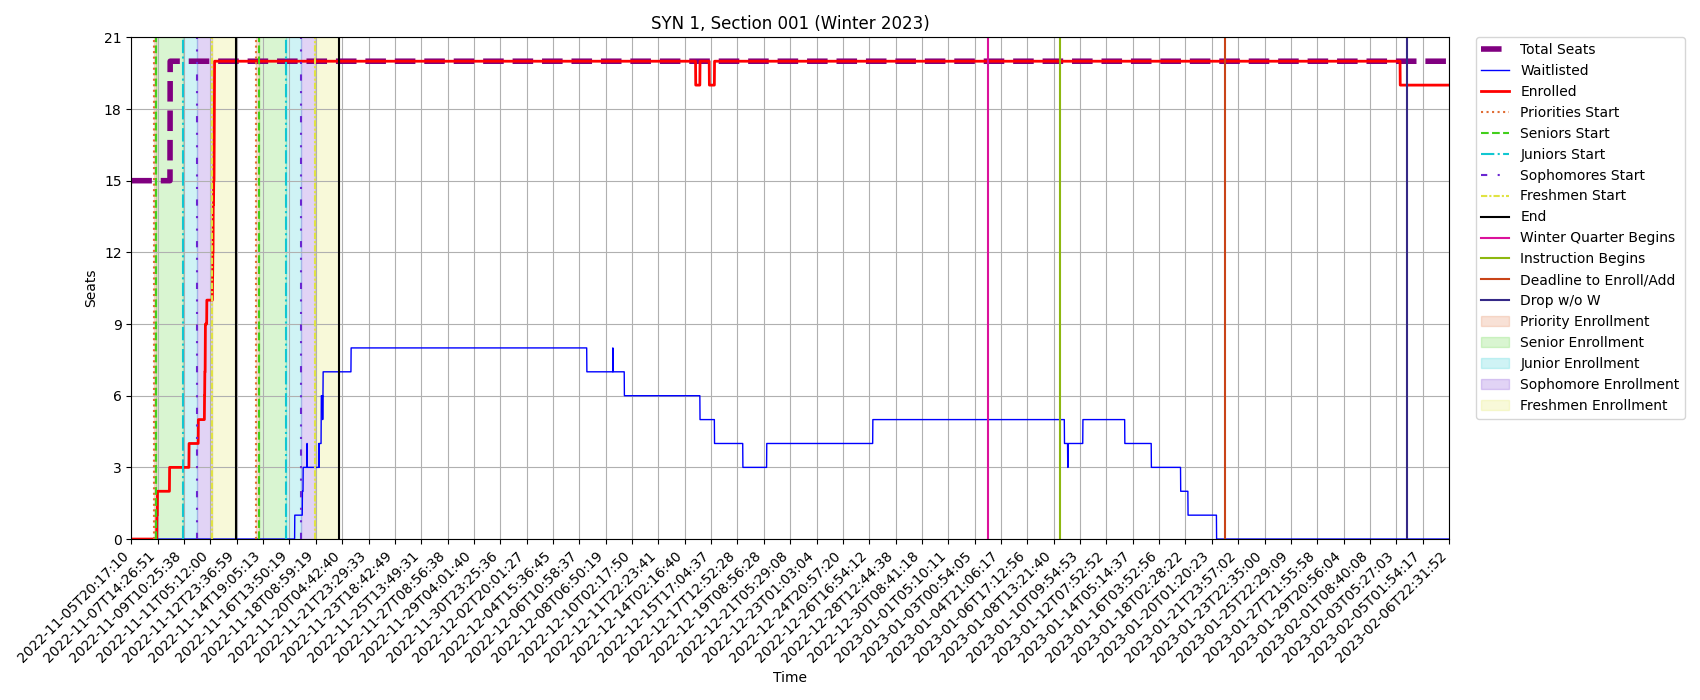 SYN 1, Section 001 (Winter 2023)
21
18
15
12
9
6
3
0
Seats
2022-11-05T20:17:10
2022-11-07T14:26:51
2022-11-09T10:25:38
2022-11-11T05:12:00
2022-11-12T23:36:59
2022-11-14T19:05:13
2022-11-16T13:50:19
2022-11-18T08:59:19
2022-11-20T04:42:40
2022-11-21T23:29:33
2022-11-23T18:42:49
2022-11-25T13:49:31
2022-11-27T08:56:38
2022-11-29T04:01:40
2022-11-30T23:25:36
2022-12-02T20:01:27
2022-12-04T15:36:45
2022-12-06T10:58:37
2022-12-08T06:50:19
2022-12-10T02:17:50
2022-12-11T22:23:41
2022-12-14T02:16:40
2022-12-15T17:04:37
2022-12-17T12:52:28
2022-12-19T08:56:28
2022-12-21T05:29:08
2022-12-23T01:03:04
2022-12-24T20:57:20
2022-12-26T16:54:12
2022-12-28T12:44:38
2022-12-30T08:41:18
2023-01-01T05:10:11
2023-01-03T00:54:05
2023-01-04T21:06:17
2023-01-06T17:12:56
2023-01-08T13:21:40
2023-01-10T09:54:53
2023-01-12T07:52:52
2023-01-14T05:14:37
2023-01-16T03:52:56
2023-01-18T02:28:22
2023-01-20T01:20:23
2023-01-21T23:57:02
2023-01-23T22:35:00
2023-01-25T22:29:09
2023-01-27T21:55:58
2023-01-29T20:56:04
2023-02-01T08:40:08
2023-02-03T05:27:03
2023-02-05T01:54:17
2023-02-06T22:31:52
Time
Total Seats
Waitlisted
Enrolled
Priorities Start
Seniors Start
Juniors Start
Sophomores Start
Freshmen Start
End
Winter Quarter Begins
Instruction Begins
Deadline to Enroll/Add
Drop w/o W
Priority Enrollment
Senior Enrollment
Junior Enrollment
Sophomore Enrollment
Freshmen Enrollment